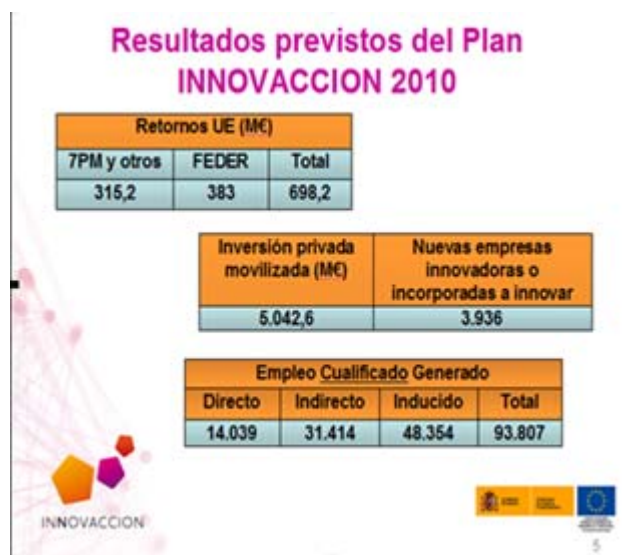 Resultados previstos del Plan
INNOVACCION 2010
Retornos UE (M€)
7PM y otros FEDER Total
315,2 383 698,2
Inversión privada movilizada (M€) Nuevas empresas innovadoras o incorporadas a innovar
5.042,6 3.936
Empleo Cualificado Generado
Directo Indirecto Inducido Total
14.039 31.414 48.354 93.807
INNOVACCION
5